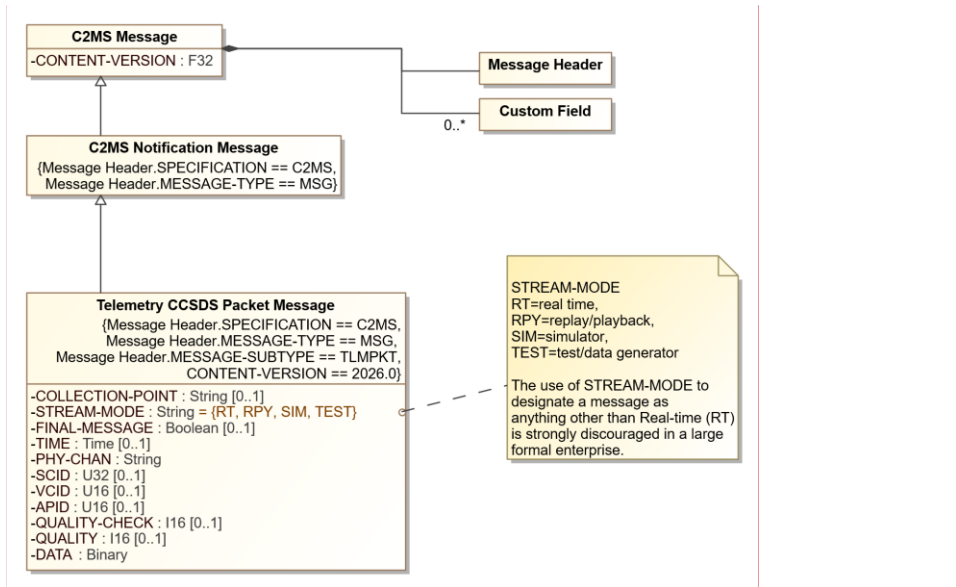 C2MS Message
-CONTENT-VERSION : F32
Message Header
Custom Field
0..*
C2MS Notification Message
{Message Header.SPECIFICATION == C2MS,
Message Header.MESSAGE-TYPE == MSG}
Telemetry CCSDS Packet Message
{Message Header.SPECIFICATION == C2MS,
Message Header.MESSAGE-TYPE == MSG,
Message Header.MESSAGE-SUBTYPE == TLMPKT,
CONTENT-VERSION == 2026.0}
-COLLECTION-POINT : String [0..1]
-STREAM-MODE : String = {RT, RPY, SIM, TEST}
-FINAL-MESSAGE : Boolean [0..1]
-TIME : Time [0..1]
-PHY-CHAN : String
-SCID : U32 [0..1]
-VCID : U16 [0..1]
-APID : U16 [0..1]
-QUALITY-CHECK : I16 [0..1]
-QUALITY : I16 [0..1]
-DATA : Binary
STREAM-MODE
RT=real time,
RPY=replay/playback,
SIM=simulator,
TEST=test/data generator
The use of STREAM-MODE to
designate a message as
anything other than Real-time (RT)
is strongly discouraged in a large
formal enterprise.